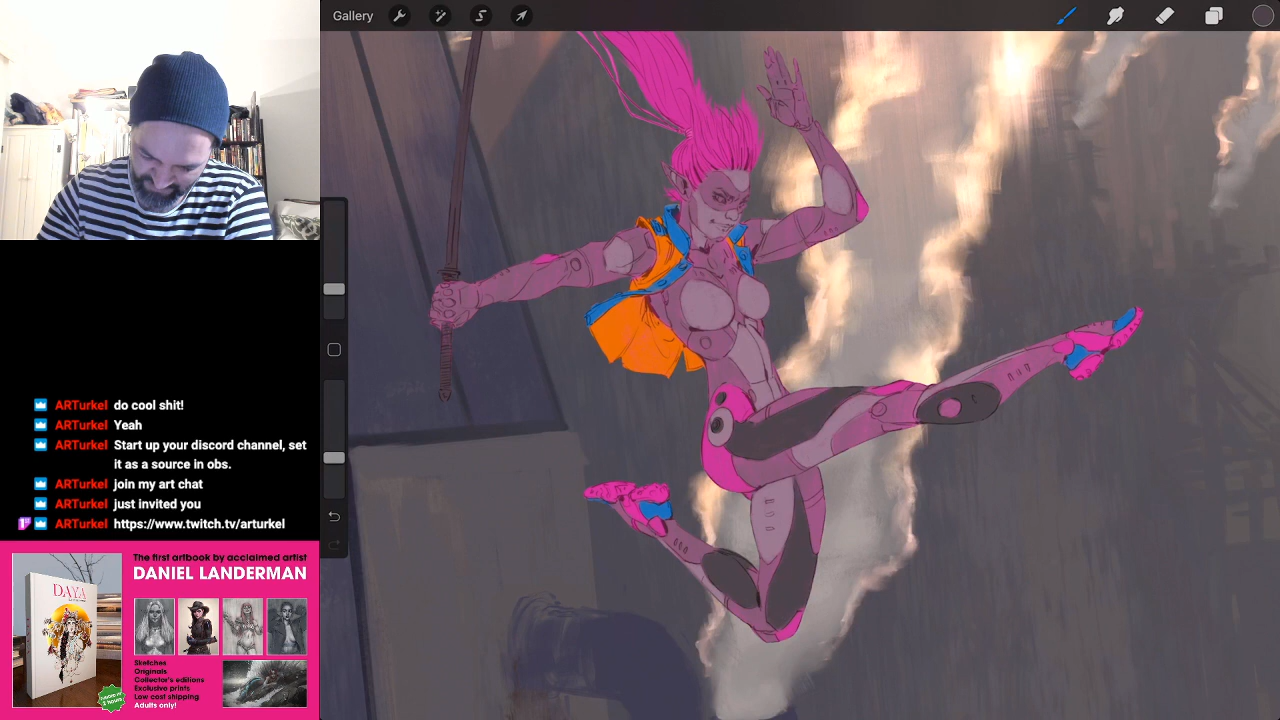 Gallery
ARTurkel do cool shit!
ARTurkel Yeah
ARTurkel Start up your discord channel, set
it as a source in obs.
ARTurkel join my art chat
ARTurkel just invited you
ARTurkel https://www.twitch.tv/arturkel
The first artbook by acclaimed artist
DANIEL LANDERMAN
DAYA
Sketches
Originals
Collector's editions
Exclusive prints
Low cost shipping
Adults only!